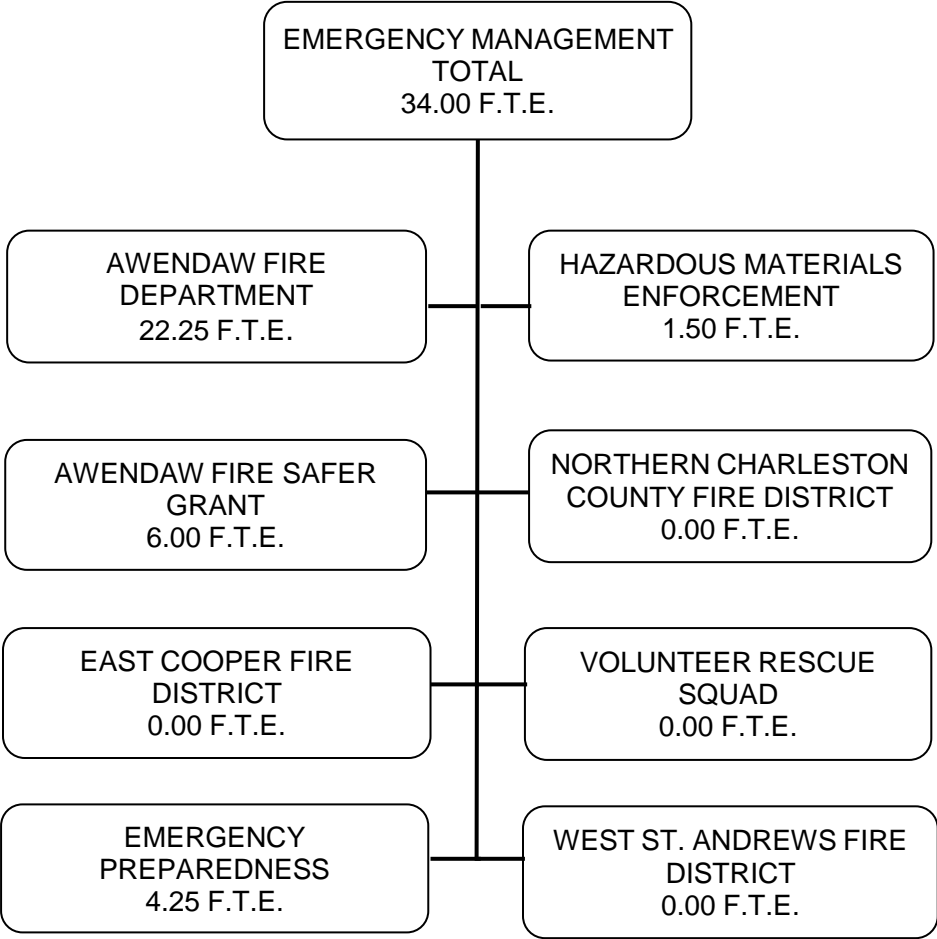 EMERGENCY MANAGEMENT
TOTAL
34.00 F.T.E.
AWENDAW FIRE
DEPARTMENT
22.25 F.T.E.
HAZARDOUS MATERIALS
ENFORCEMENT
1.50 F.T.E.
AWENDAW FIRE SAFER
GRANT
6.00 F.T.E.
NORTHERN CHARLESTON
COUNTY FIRE DISTRICT
0.00 F.T.E.
EAST COOPER FIRE
DISTRICT
0.00 F.T.E.
VOLUNTEER RESCUE
SQUAD
0.00 F.T.E.
EMERGENCY
PREPAREDNESS
4.25 F.T.E.
WEST ST. ANDREWS FIRE
DISTRICT
0.00 F.T.E.